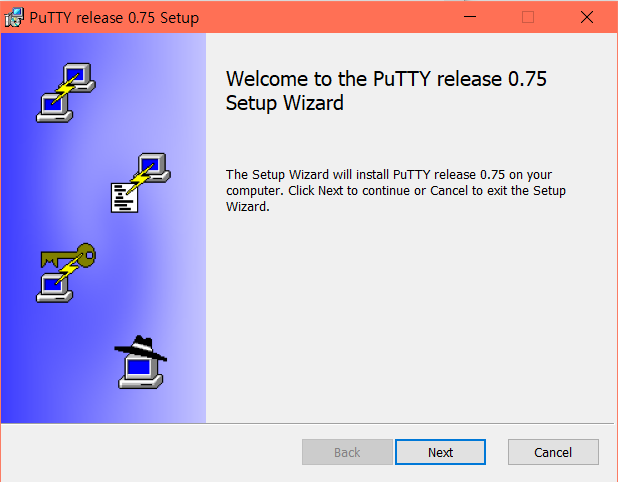 PuTTY release 0.75 Setup
Welcome to the PuTTY release 0.75
Setup Wizard
The Setup Wizard will install PuTTY release 0.75 on your
computer. Click Next to continue or Cancel to exit the Setup
Wizard.
Back
Next
Cancel